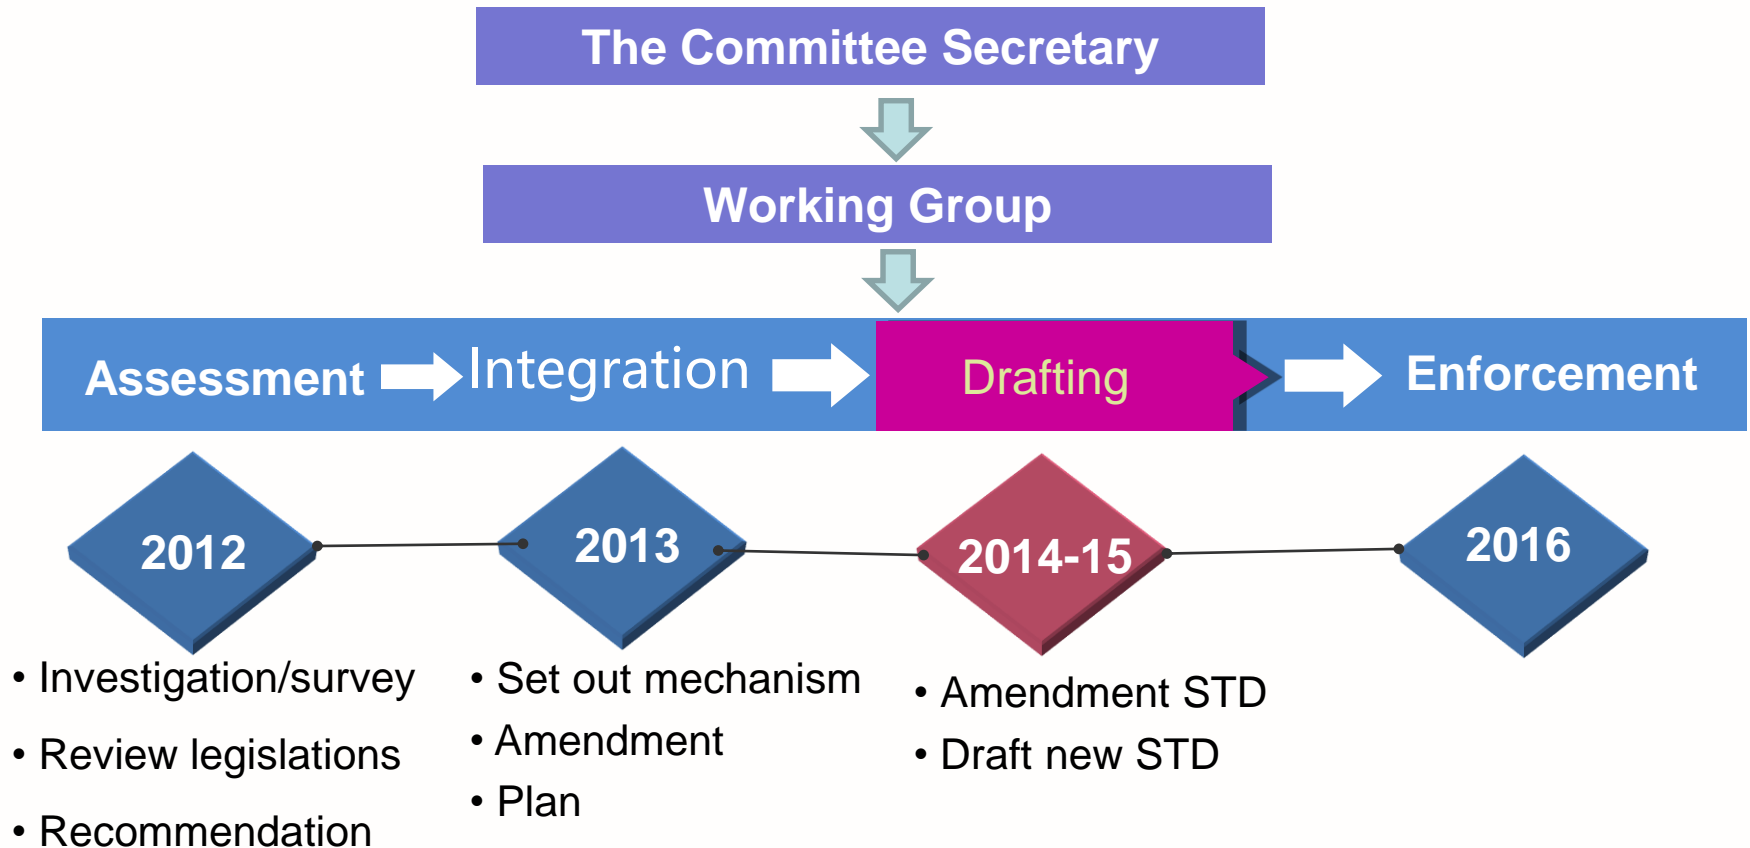 The Committee Secretary
Working Group
Assessment
Integration
Drafting
Enforcement
2012
2013
2014-15
2016
• Investigation/survey
• Review legislations
• Recommendation
• Set out mechanism
• Amendment
• Plan
• Amendment STD
• Draft new STD